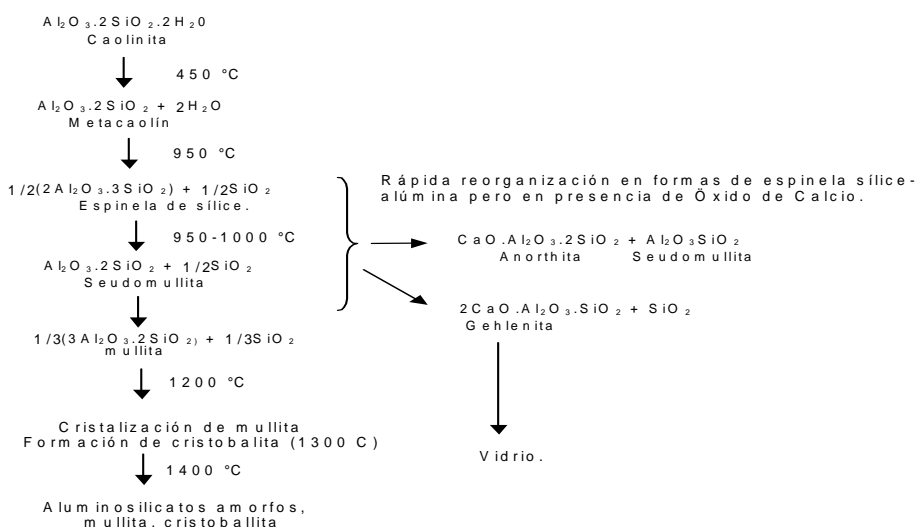 Al₂O₃.2SiO₂.2H₂O
Caolinita
450 °C
Al₂O₃.2SiO₂ + 2H₂O
Metacaolín
950 °C
1/2(2Al₂O₃.3SiO₂) + 1/2SiO₂
Espinela de sílice.
950-1000 °C
Al₂O₃.2SiO₂ + 1/2SiO₂
Seudomullita
1/3(3Al₂O₃.2SiO₂) + 1/3SiO₂
mullita
1200 °C
Cristalización de mullita
Formación de cristobalita (1300 C)
1400 °C
Aluminosilicatos amorfos,
mullita, cristoballita
Rápida reorganización en formas de espinela sílice-
alúmina pero en presencia de Öxido de Calcio.
CaO.Al₂O₃.2SiO₂ + Al₂O₃SiO₂
Anorthita Seudomullita
2CaO.Al₂O₃.SiO₂ + SiO₂
Gehlenita
Vidrio.